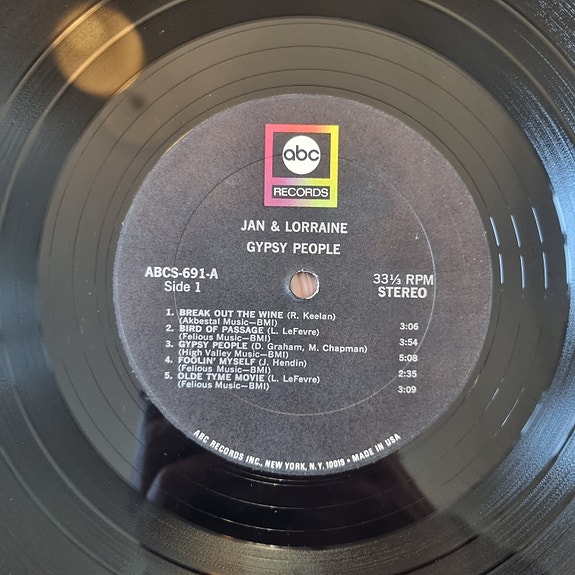 abc
RECORDS
JAN & LORRAINE
GYPSY PEOPLE
ABCS-691-A
Side 1
33⅓ RPM
STEREO
1. BREAK OUT THE WINE (R. Keelan)
(Akbestal Music—BMI) 3:06
2. BIRD OF PASSAGE (L. LeFevre)
(Felious Music—BMI) 3:54
3. GYPSY PEOPLE (D. Graham, M. Chapman)
(High Valley Music—BMI) 5:08
4. FOOLIN' MYSELF (J. Hendin)
(Felious Music—BMI) 2:35
5. OLDE TYME MOVIE (L. LeFevre)
(Felious Music—BMI) 3:09
ABC RECORDS INC., NEW YORK, N.Y. 10019 • MADE IN USA